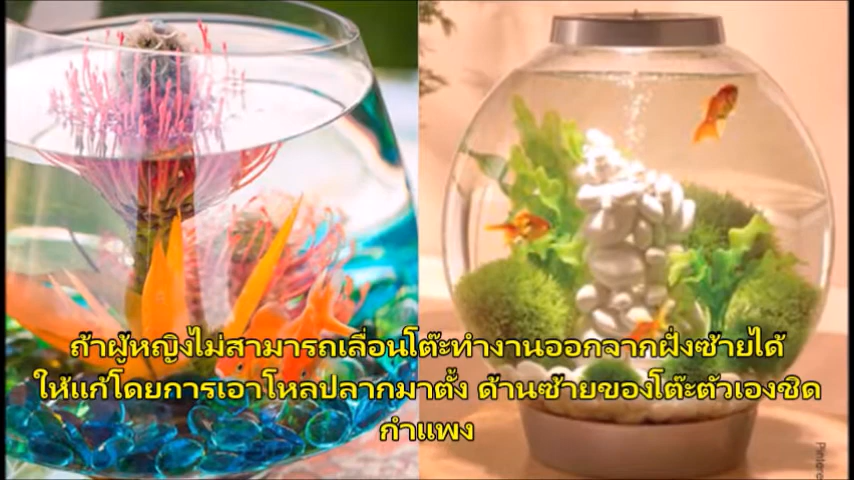 ถ้าผู้หญิงไม่สามารถเลื่อนโต๊ะทำงานออกจากฝั่งซ้ายได้
ให้แก้โดยการเอาโหลปลากมาตั้ง ด้านซ้ายของโต๊ะตัวเองชิด
กำแพง